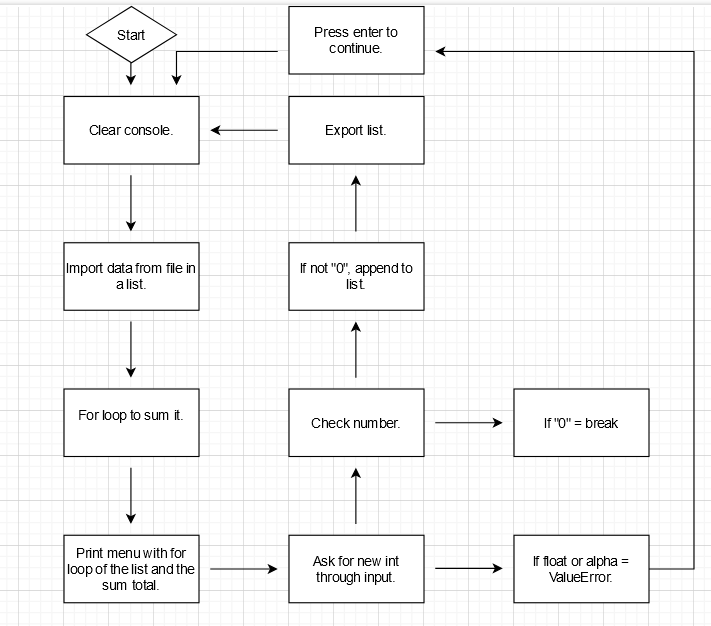 Start
Press enter to
continue.
Clear console.
Export list.
Import data from file in
a list.
If not "0", append to
list.
For loop to sum it.
Check number.
If "0" = break
Print menu with for
loop of the list and the
sum total.
Ask for new int
through input.
If float or alpha =
ValueError.